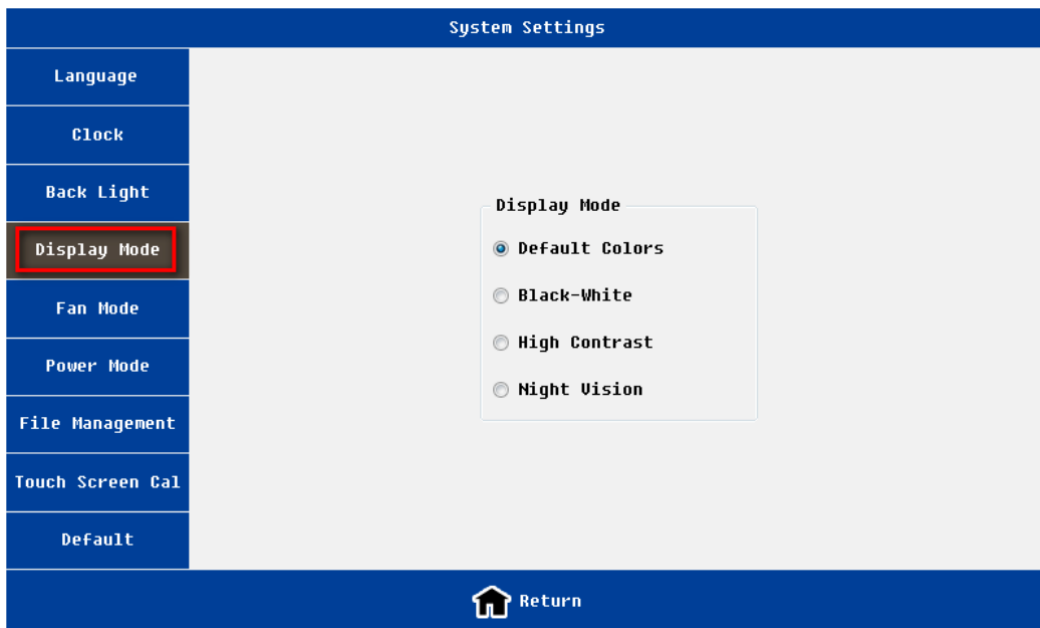 System Settings
Language
Clock
Back Light
Display Mode
Fan Mode
Power Mode
File Management
Touch Screen Cal
Default
Display Mode
Default Colors
Black-White
High Contrast
Night Vision
Return